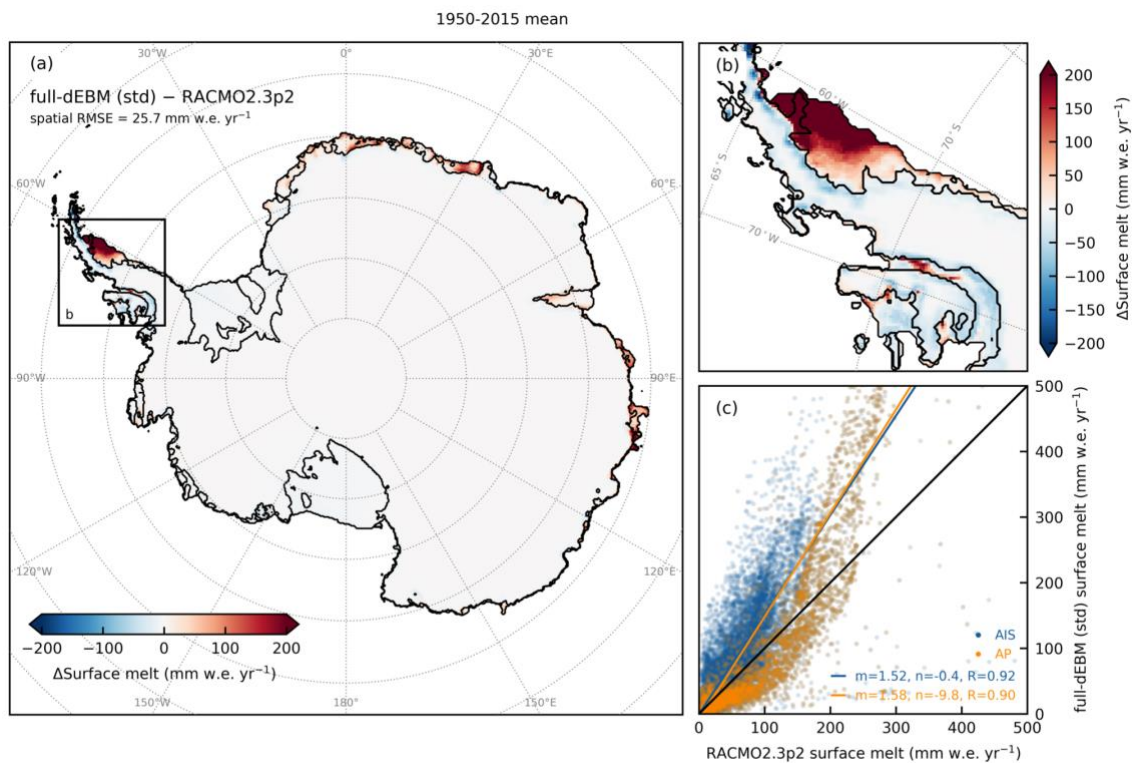 1950-2015 mean
(a)
full-dEBM (std) − RACMO2.3p2
spatial RMSE = 25.7 mm w.e. yr⁻¹
30°W
0°
30°E
60°W
60°E
90°W
90°E
120°W
120°E
150°W
180°
150°E
b
−200 −100 0 100 200
ΔSurface melt (mm w.e. yr⁻¹)
(b)
60°W
70°S
65°S
70°W
200
150
100
50
0
−50
−100
−150
−200
ΔSurface melt (mm w.e. yr⁻¹)
(c)
AIS
AP
m=1.52, n=-0.4, R=0.92
m=1.58; n=-9.8, R=0.90
500
400
300
200
100
0
full-dEBM (std) surface melt (mm w.e. yr⁻¹)
0 100 200 300 400 500
RACMO2.3p2 surface melt (mm w.e. yr⁻¹)